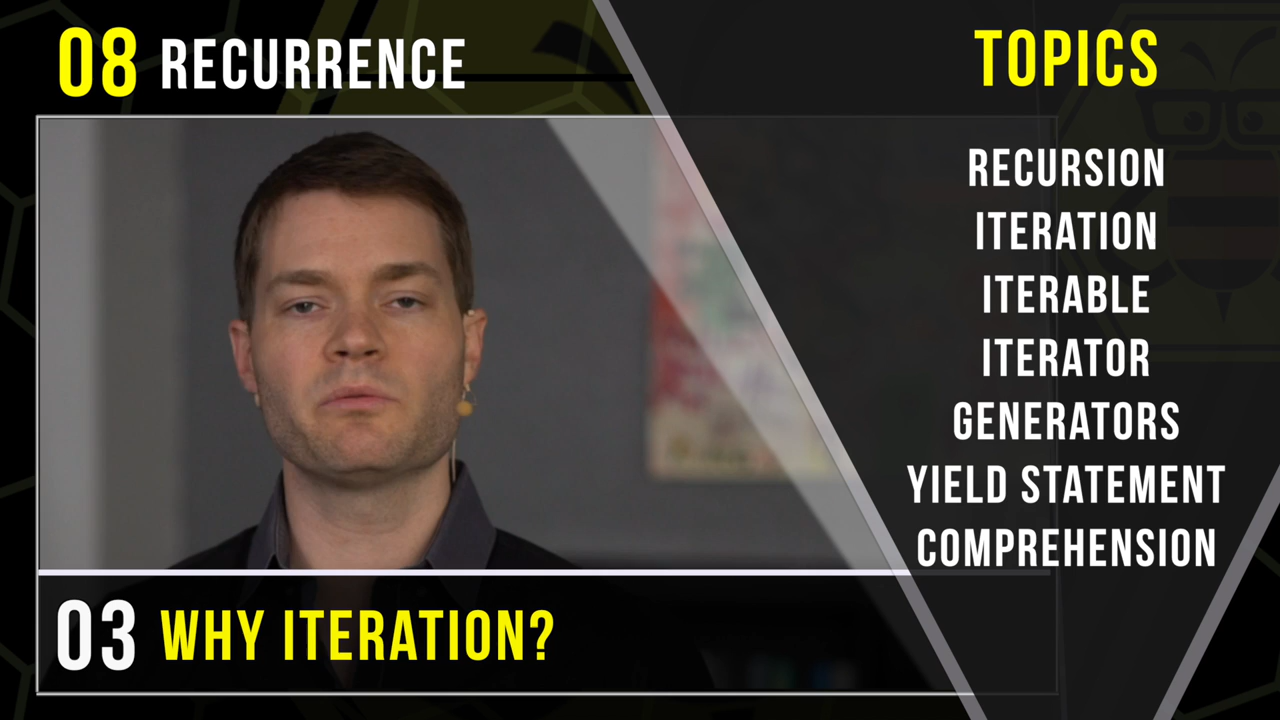 08 RECURRENCE
03 WHY ITERATION?
TOPICS
RECURSION
ITERATION
ITERABLE
ITERATOR
GENERATORS
YIELD STATEMENT
COMPREHENSION